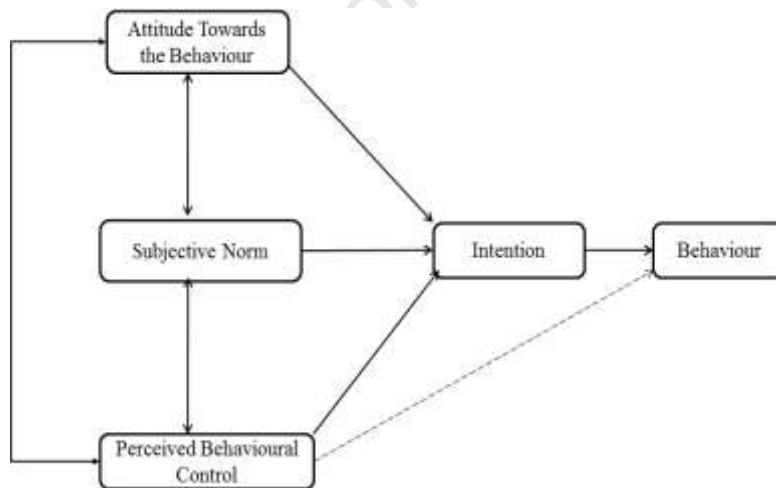 Attitude Towards
the Behaviour
Subjective Norm
Intention
Behaviour
Perceived Behavioural
Control